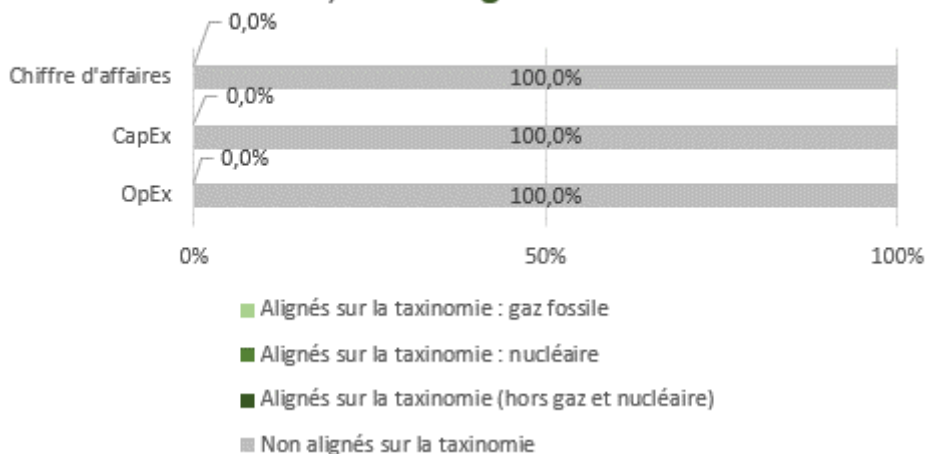 0,0%
Chiffre d'affaires 100,0%
0,0%
CapEx 100,0%
0,0%
OpEx 100,0%
0% 50% 100%
Alignés sur la taxinomie : gaz fossile
Alignés sur la taxinomie : nucléaire
Alignés sur la taxinomie (hors gaz et nucléaire)
Non alignés sur la taxinomie